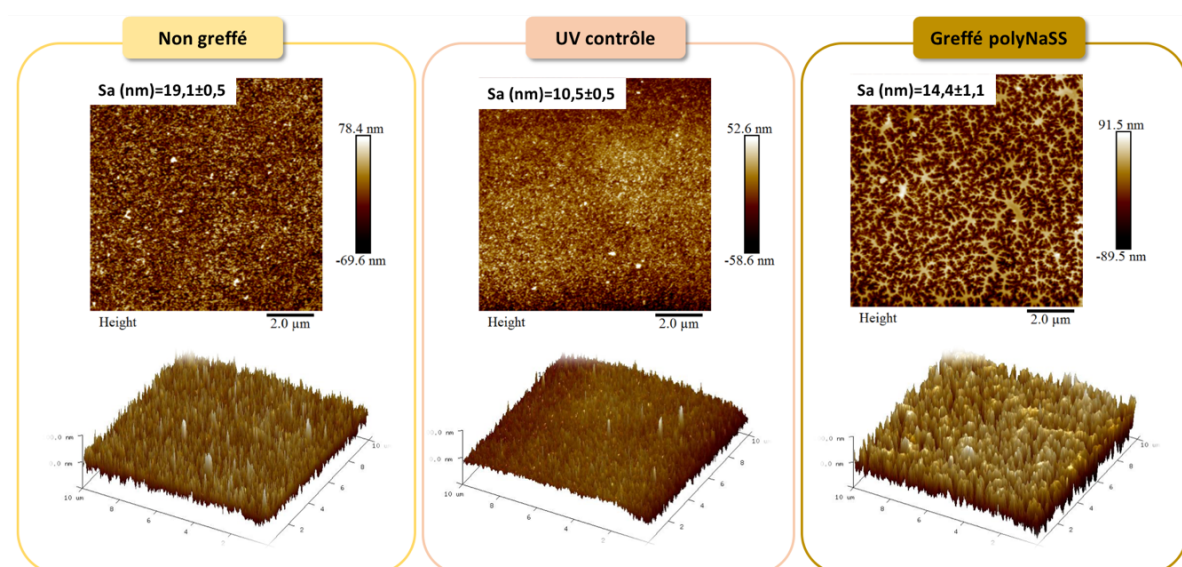 Non greffé
Sa (nm)=19,1±0,5
78.4 nm
-69.6 nm
Height
2.0 µm
10 um
8
6
4
2
2
4
6
8
10
UV contrôle
Sa (nm)=10,5±0,5
52.6 nm
-58.6 nm
Height
2.0 µm
10 um
8
6
4
2
2
4
6
8
10
Greffé polyNaSS
Sa (nm)=14,4±1,1
91.5 nm
-89.5 nm
Height
2.0 µm
10 um
8
6
4
2
2
4
6
8
10